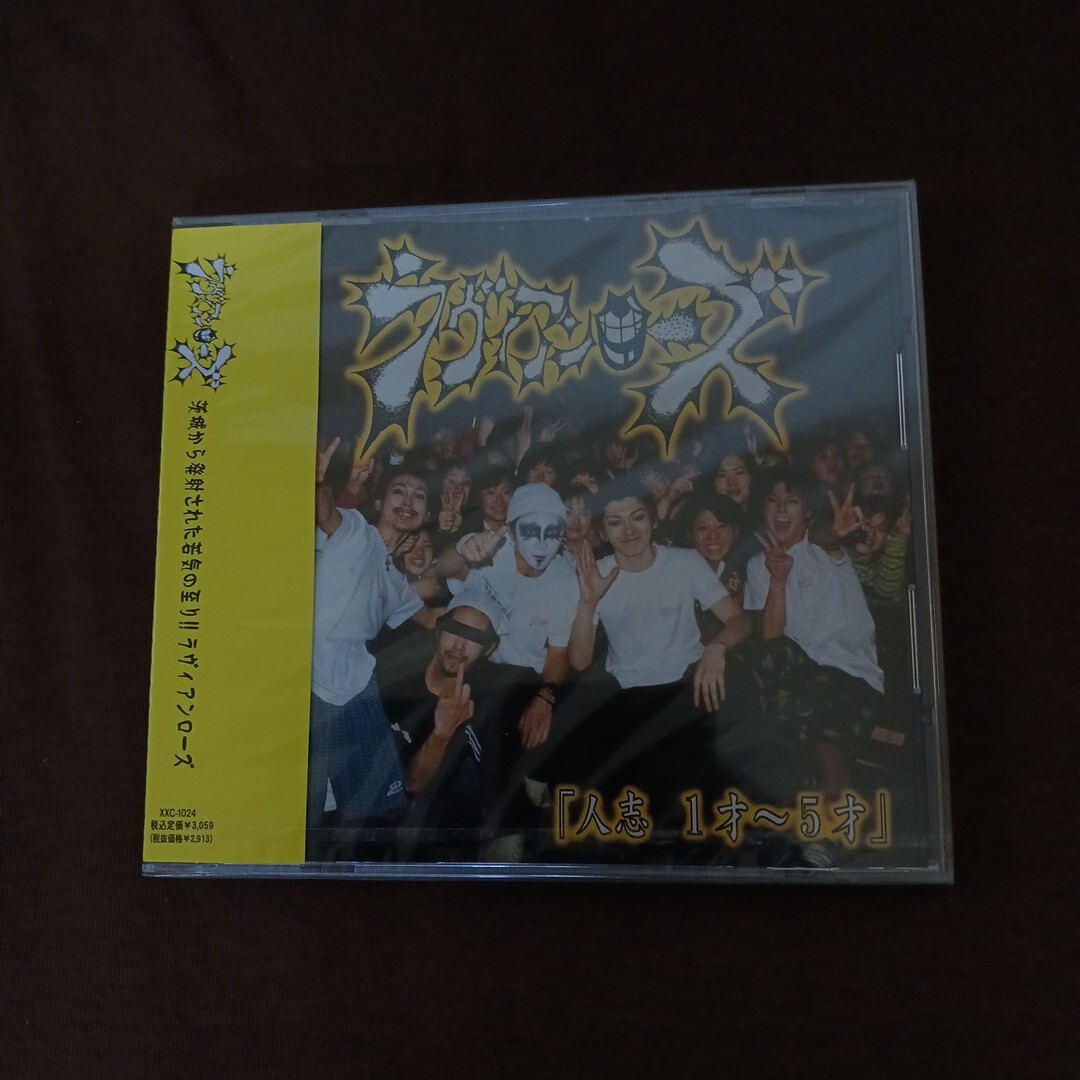 ラヴィアンローズ
茨城から発射された若気の至り!! ラヴィアンローズ
XXC-1024
税込定価¥3,059
(税抜価格¥2,913)
ラヴィアンローズ
『人志 1才～5才』